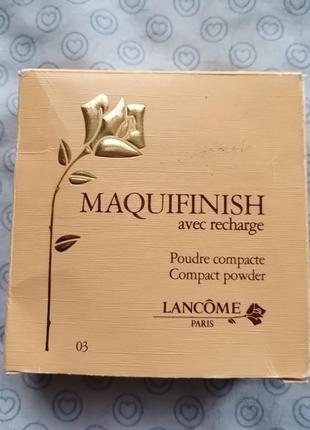 MAQUIFINISH
avec recharge
Poudre compacte
Compact powder
LANCÔME
PARIS
03